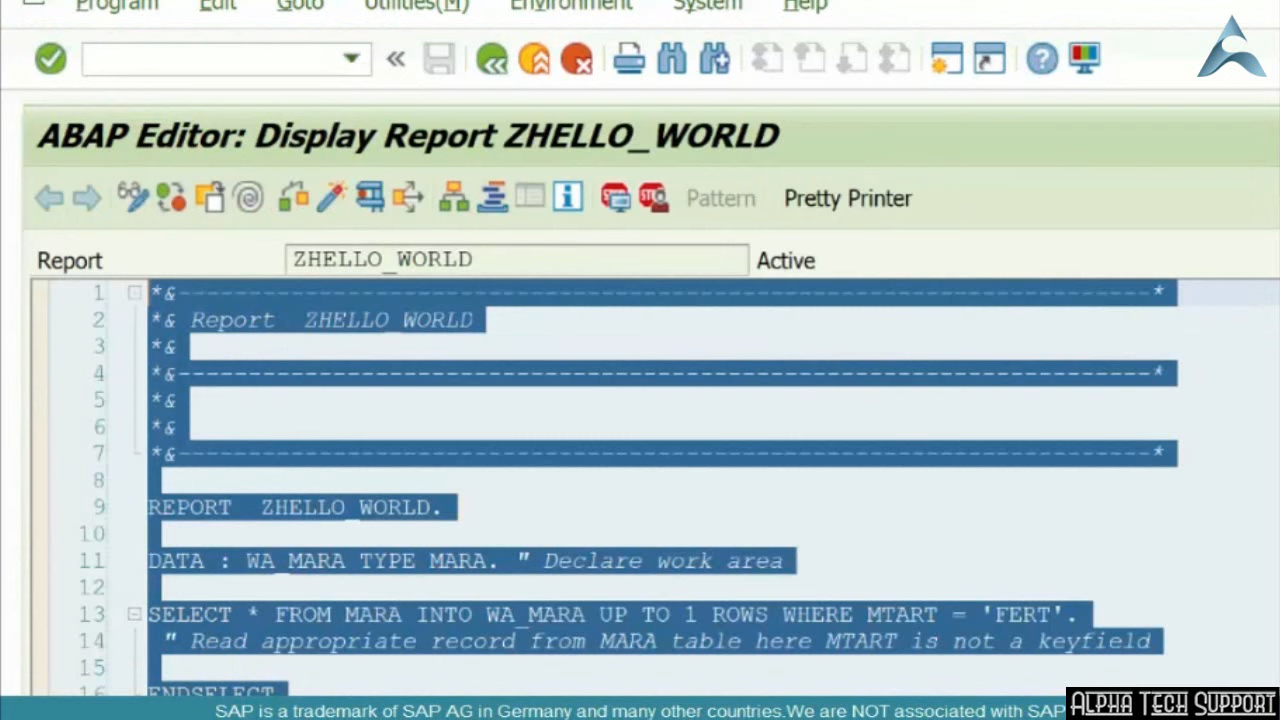 Program Edit Goto Utilities(M) Environment System Help
ABAP Editor: Display Report ZHELLO_WORLD
Pattern Pretty Printer
Report ZHELLO_WORLD Active
1 *&---------------------------------------------------------------------*
2 *& Report  ZHELLO_WORLD
3 *&
4 *&---------------------------------------------------------------------*
5 *&
6 *&
7 *&---------------------------------------------------------------------*
8
9 REPORT  ZHELLO_WORLD.
10
11 DATA : WA_MARA TYPE MARA. " Declare work area
12
13 SELECT * FROM MARA INTO WA_MARA UP TO 1 ROWS WHERE MTART = 'FERT'.
14 " Read appropriate record from MARA table here MTART is not a keyfield
15
16 ENDSELECT
SAP is a trademark of SAP AG in Germany and many other countries.We are NOT associated with SAP
ALPHA TECH SUPPORT